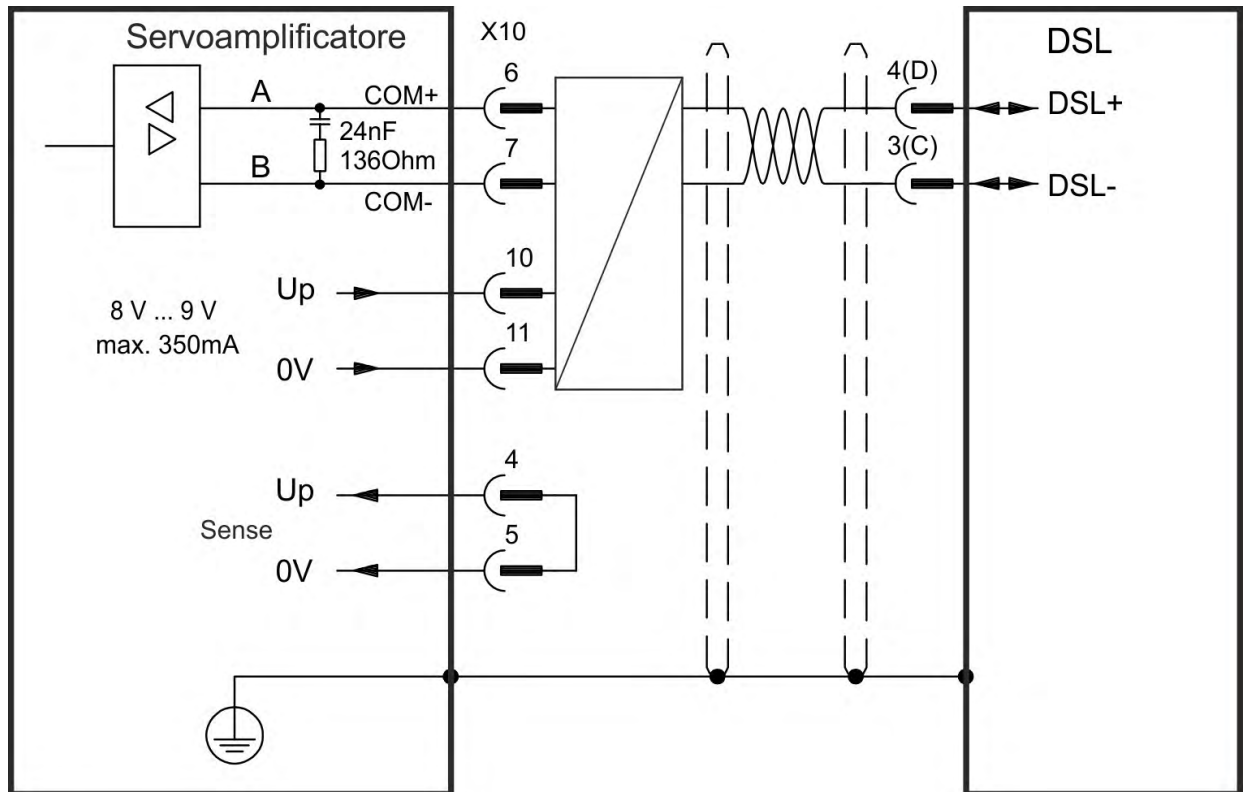 Servoamplificatore
X10
DSL
A
COM+
6
4(D)
DSL+
24nF
136Ohm
7
3(C)
B
COM-
DSL-
10
Up
8 V ... 9 V
max. 350mA
11
0V
4
Up
Sense
5
0V